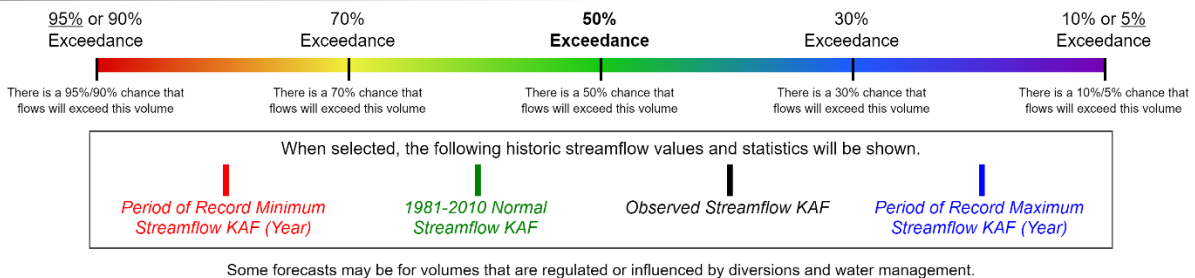 95% or 90%
Exceedance
70%
Exceedance
50%
Exceedance
30%
Exceedance
10% or 5%
Exceedance
There is a 95%/90% chance that
flows will exceed this volume
There is a 70% chance that
flows will exceed this volume
There is a 50% chance that
flows will exceed this volume
There is a 30% chance that
flows will exceed this volume
There is a 10%/5% chance that
flows will exceed this volume
When selected, the following historic streamflow values and statistics will be shown.
Period of Record Minimum
Streamflow KAF (Year)
1981-2010 Normal
Streamflow KAF
Observed Streamflow KAF
Period of Record Maximum
Streamflow KAF (Year)
Some forecasts may be for volumes that are regulated or influenced by diversions and water management.